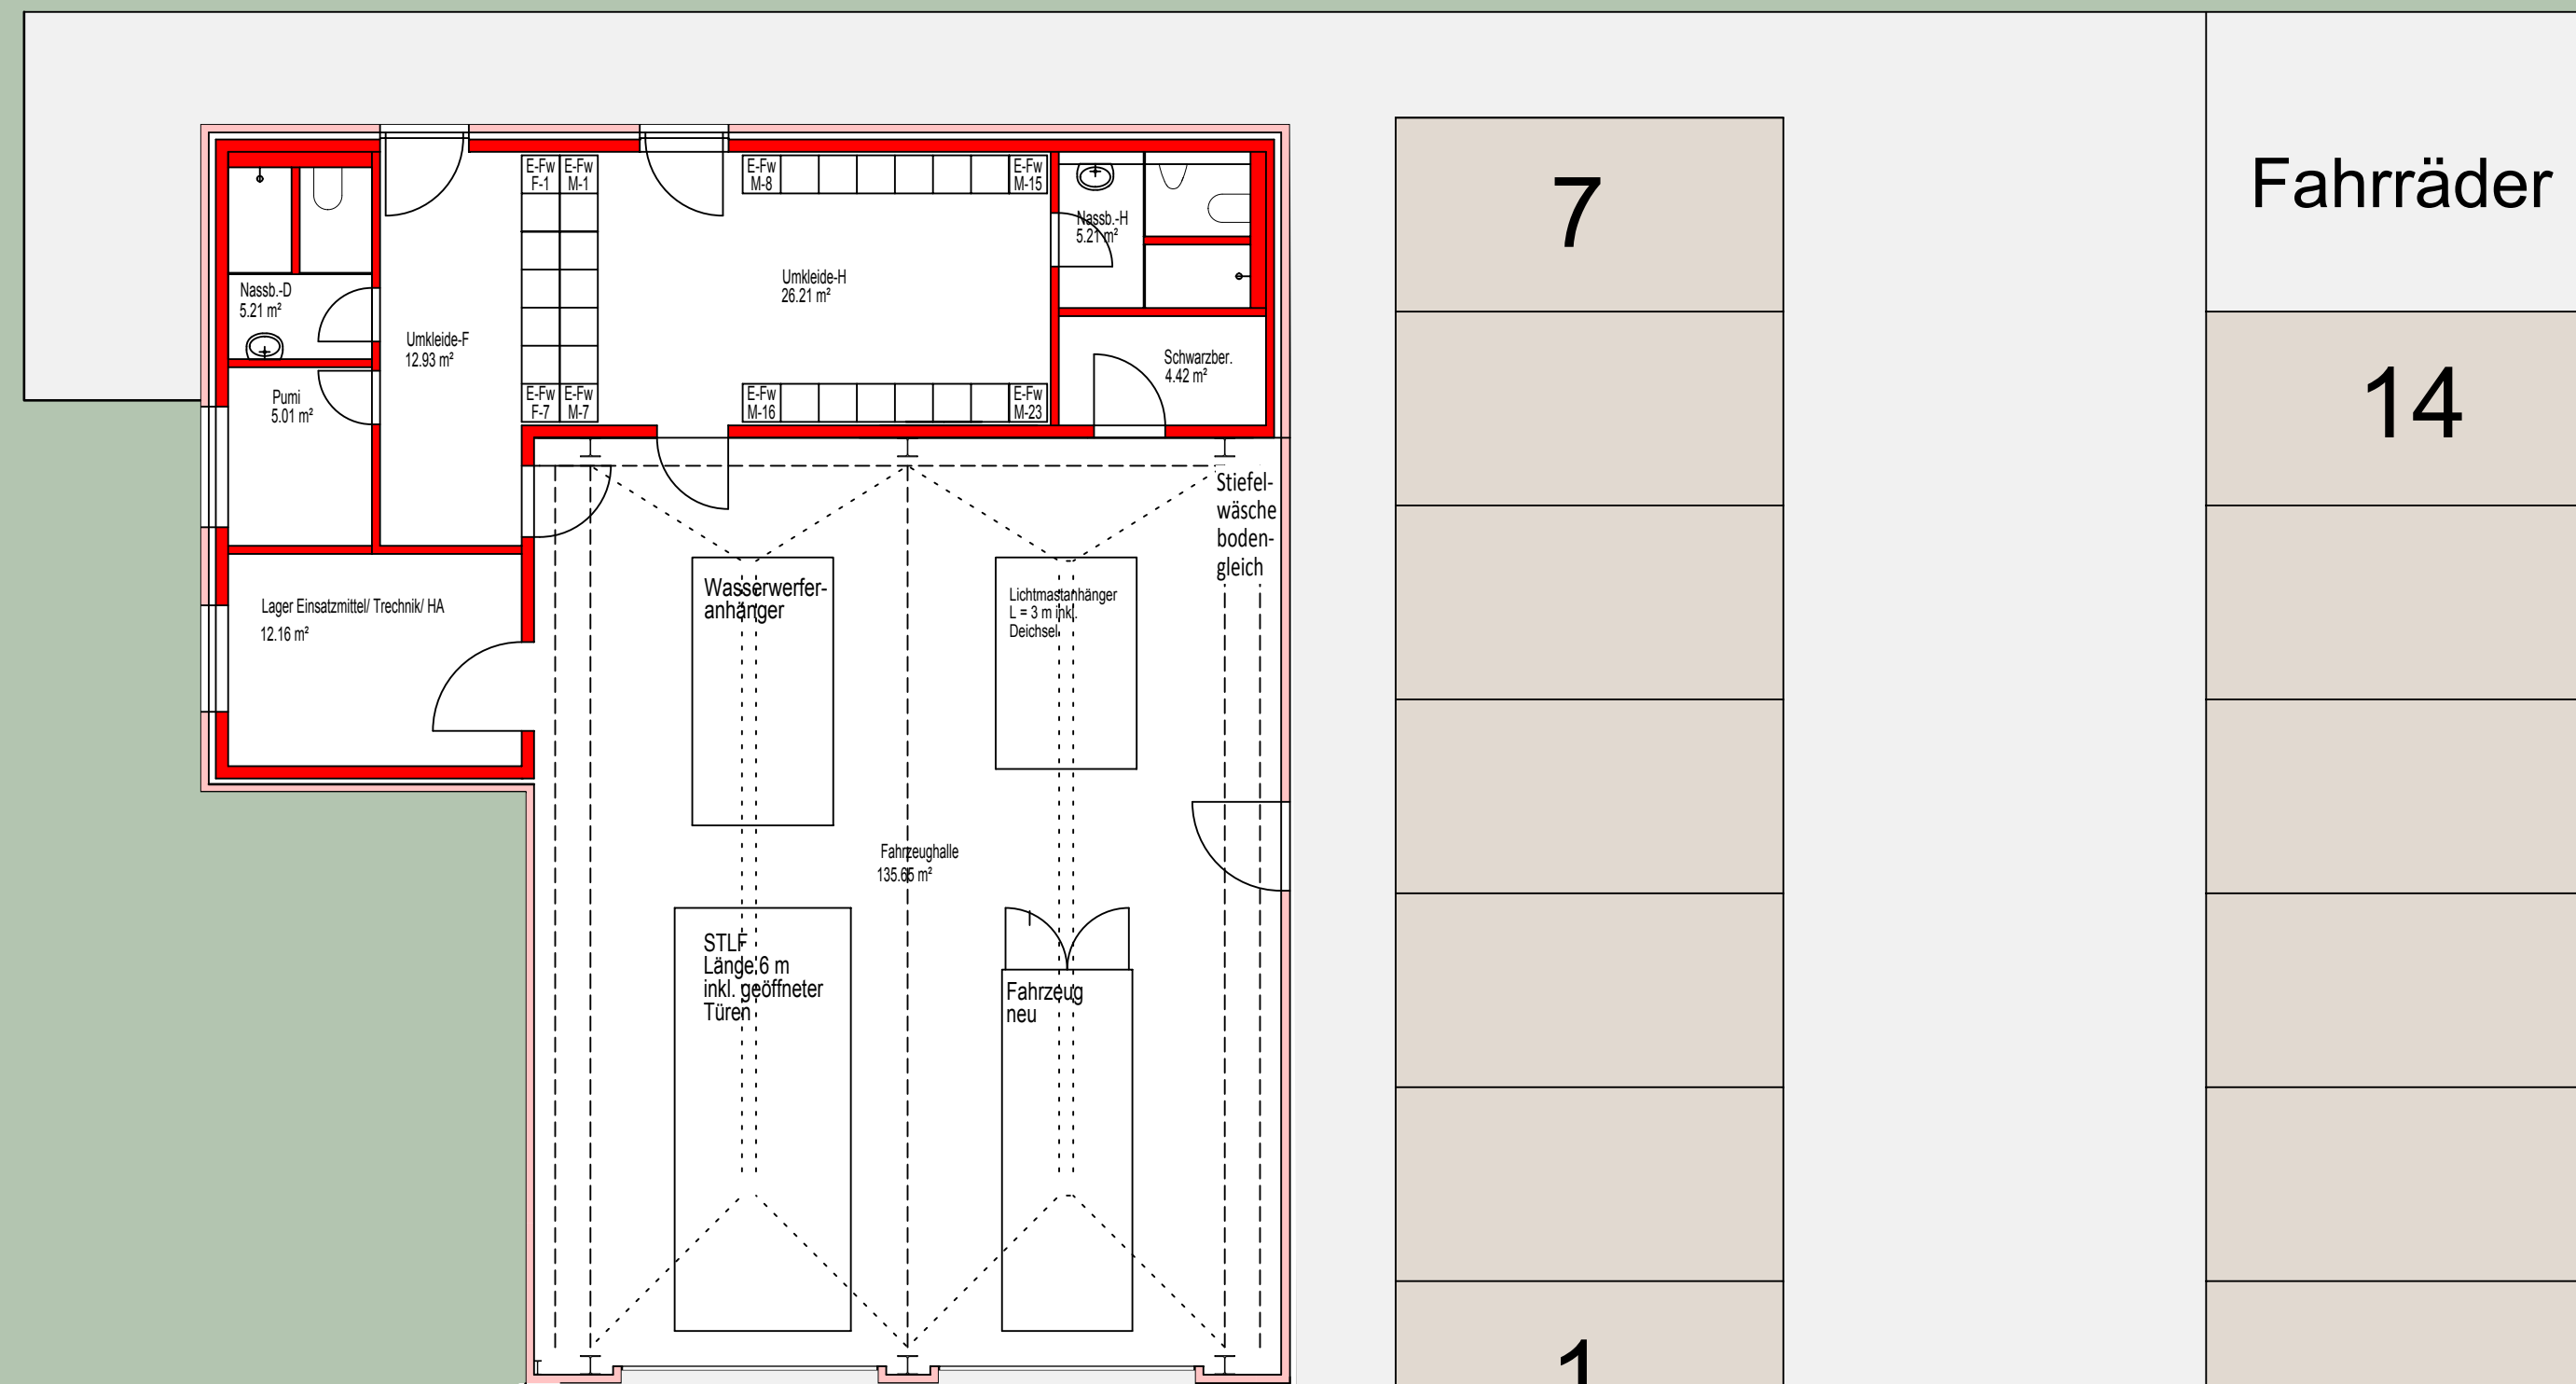 Fahrräder
7
14
1
E-Fw
F-1
E-Fw
M-1
E-Fw
M-8
E-Fw
M-15
Nassb.-H
5.21 m²
Umkleide-H
26.21 m²
Nassb.-D
5.21 m²
Umkleide-F
12.93 m²
Schwarzber.
4.42 m²
Pumi
5.01 m²
E-Fw
F-7
E-Fw
M-7
E-Fw
M-16
E-Fw
M-23
Stiefel-
wäsche
boden-
gleich
Lager Einsatzmittel/ Trechnik/ HA
12.16 m²
Wasserwerfer-
anhänger
Lichtmastanhänger
L = 3 m inkl.
Deichsel
Fahrzeughalle
135.65 m²
STLF
Länge 6 m
inkl. geöffneter
Türen
Fahrzeug
neu